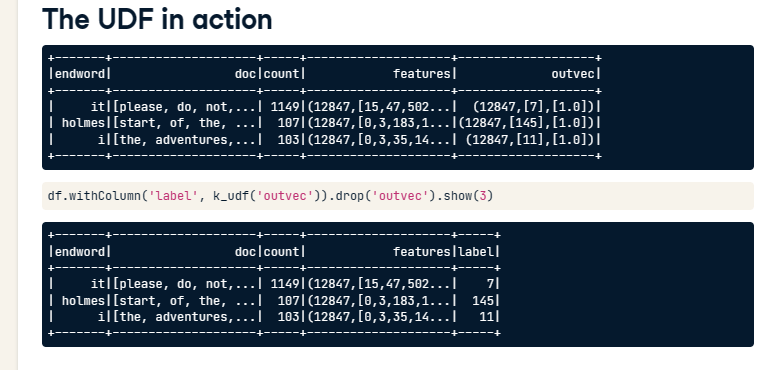 The UDF in action
+-------+--------------------+-----+--------------------+-------------------+
|endword|                 doc|count|            features|             outvec|
+-------+--------------------+-----+--------------------+-------------------+
|     it|[please, do, not,...| 1149|(12847,[15,47,502...|  (12847,[7],[1.0])|
| holmes|[start, of, the, ...|  107|(12847,[0,3,183,1...|(12847,[145],[1.0])|
|      i|[the, adventures,...|  103|(12847,[0,3,35,14...| (12847,[11],[1.0])|
+-------+--------------------+-----+--------------------+-------------------+
df.withColumn('label', k_udf('outvec')).drop('outvec').show(3)
+-------+--------------------+-----+--------------------+-----+
|endword|                 doc|count|            features|label|
+-------+--------------------+-----+--------------------+-----+
|     it|[please, do, not,...| 1149|(12847,[15,47,502...|    7|
| holmes|[start, of, the, ...|  107|(12847,[0,3,183,1...|  145|
|      i|[the, adventures,...|  103|(12847,[0,3,35,14...|   11|
+-------+--------------------+-----+--------------------+-----+